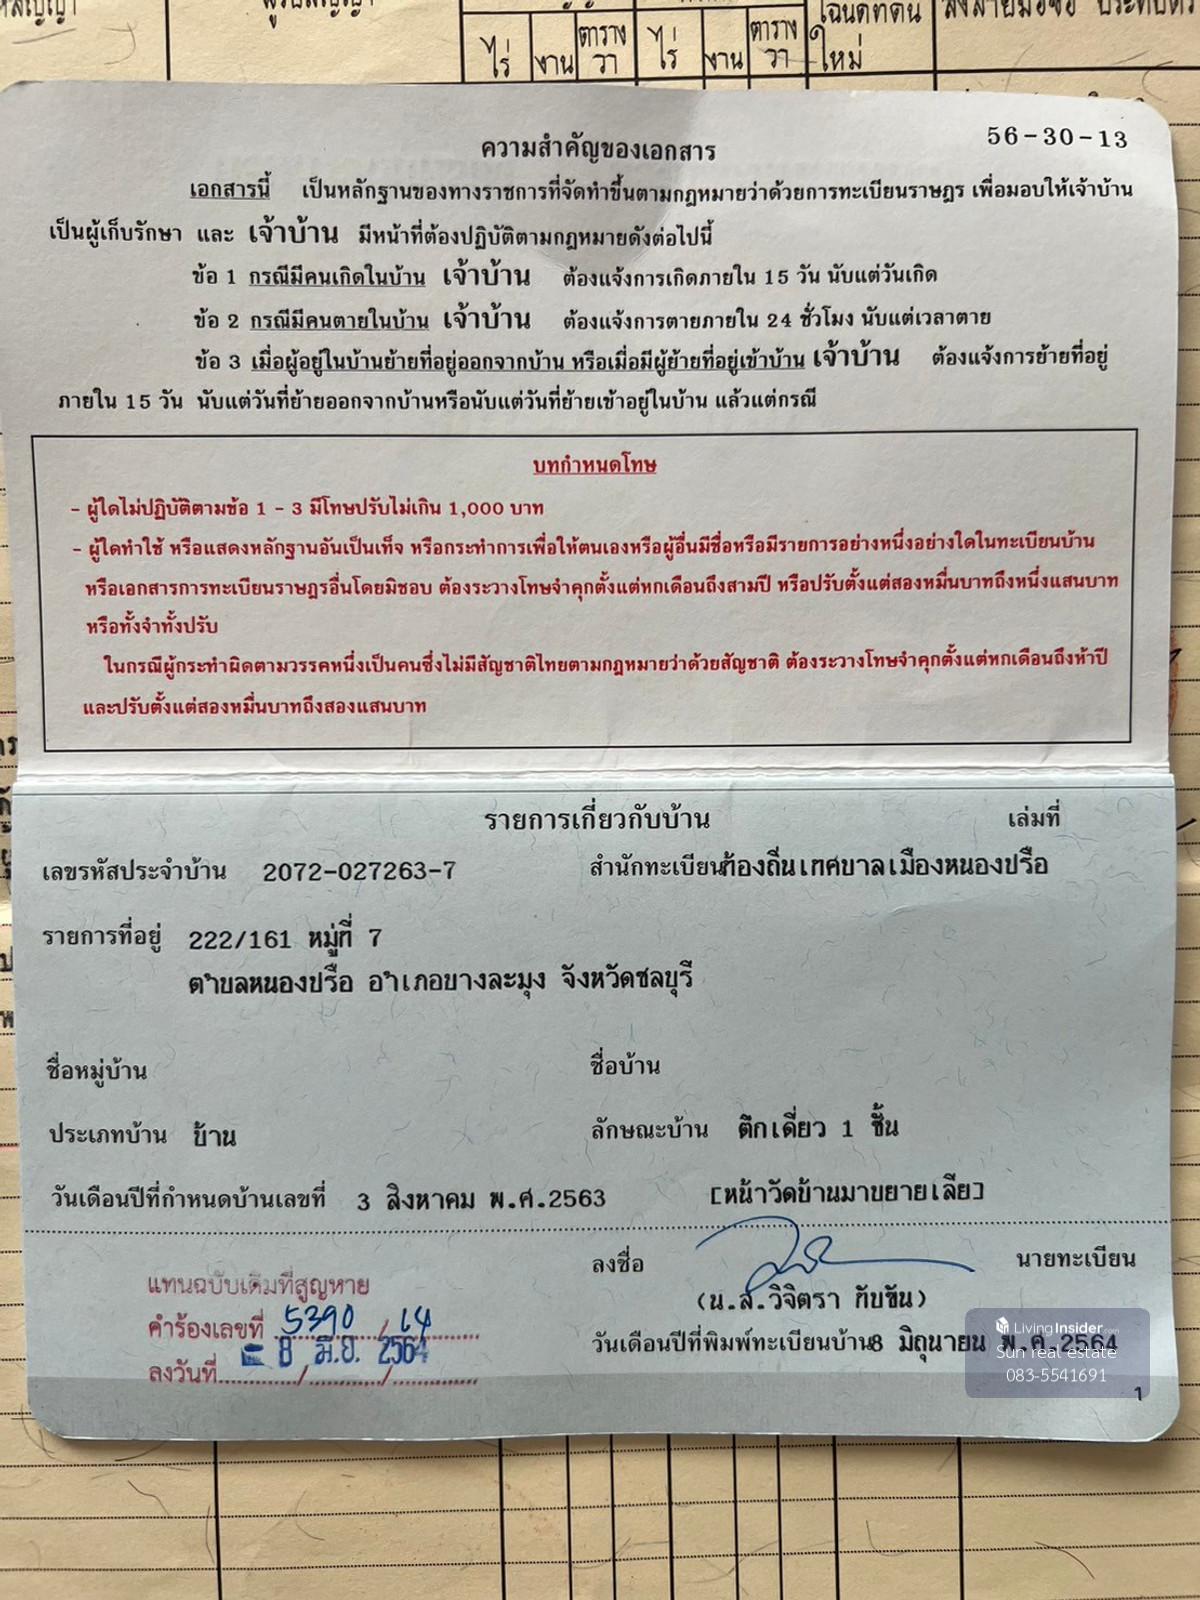 ผู้รับสัญญา
โฉนดที่ดิน
ใหม่
ไร่ งาน ตาราง วา ไร่ งาน ตาราง วา
56-30-13
ความสำคัญของเอกสาร
เอกสารนี้ เป็นหลักฐานของทางราชการที่จัดทำขึ้นตามกฎหมายว่าด้วยการทะเบียนราษฎร เพื่อมอบให้เจ้าบ้าน
เป็นผู้เก็บรักษา และ เจ้าบ้าน มีหน้าที่ต้องปฏิบัติตามกฎหมายดังต่อไปนี้
ข้อ 1 กรณีมีคนเกิดในบ้าน เจ้าบ้าน ต้องแจ้งการเกิดภายใน 15 วัน นับแต่วันเกิด
ข้อ 2 กรณีมีคนตายในบ้าน เจ้าบ้าน ต้องแจ้งการตายภายใน 24 ชั่วโมง นับแต่เวลาตาย
ข้อ 3 เมื่อผู้อยู่ในบ้านย้ายที่อยู่ออกจากบ้าน หรือเมื่อมีผู้ย้ายที่อยู่เข้าบ้าน เจ้าบ้าน ต้องแจ้งการย้ายที่อยู่
ภายใน 15 วัน นับแต่วันที่ย้ายออกจากบ้านหรือนับแต่วันที่ย้ายเข้าอยู่ในบ้าน แล้วแต่กรณี
บทกำหนดโทษ
- ผู้ใดไม่ปฏิบัติตามข้อ 1 - 3 มีโทษปรับไม่เกิน 1,000 บาท
- ผู้ใดทำใช้ หรือแสดงหลักฐานอันเป็นเท็จ หรือกระทำการเพื่อให้ตนเองหรือผู้อื่นมีชื่อหรือมีรายการอย่างหนึ่งอย่างใดในทะเบียนบ้าน
หรือเอกสารการทะเบียนราษฎรอื่นโดยมิชอบ ต้องระวางโทษจำคุกตั้งแต่หกเดือนถึงสามปี หรือปรับตั้งแต่สองหมื่นบาทถึงหนึ่งแสนบาท
หรือทั้งจำทั้งปรับ
ในกรณีผู้กระทำผิดตามวรรคหนึ่งเป็นคนซึ่งไม่มีสัญชาติไทยตามกฎหมายว่าด้วยสัญชาติ ต้องระวางโทษจำคุกตั้งแต่หกเดือนถึงห้าปี
และปรับตั้งแต่สองหมื่นบาทถึงสองแสนบาท
รายการเกี่ยวกับบ้าน เล่มที่
เลขรหัสประจำบ้าน 2072-027263-7 สำนักทะเบียนท้องถิ่นเทศบาลเมืองหนองปรือ
รายการที่อยู่ 222/161 หมู่ที่ 7
ตำบลหนองปรือ อำเภอบางละมุง จังหวัดชลบุรี
ชื่อหมู่บ้าน ชื่อบ้าน
ประเภทบ้าน บ้าน ลักษณะบ้าน ตึกเดี่ยว 1 ชั้น
วันเดือนปีที่กำหนดบ้านเลขที่ 3 สิงหาคม พ.ศ.2563 [หน้าวัดบ้านมาบยายเลีย]
ลงชื่อ นายทะเบียน
(น.ส.วิจิตรา กับขัน)
วันเดือนปีที่พิมพ์ทะเบียนบ้าน8 มิถุนายน พ.ศ.2564
แทนฉบับเดิมที่สูญหาย
คำร้องเลขที่ 5390 / 64
ลงวันที่ - 8 มิ.ย. 2564
LivingInsider.com
Sun real estate
083-5541691
1